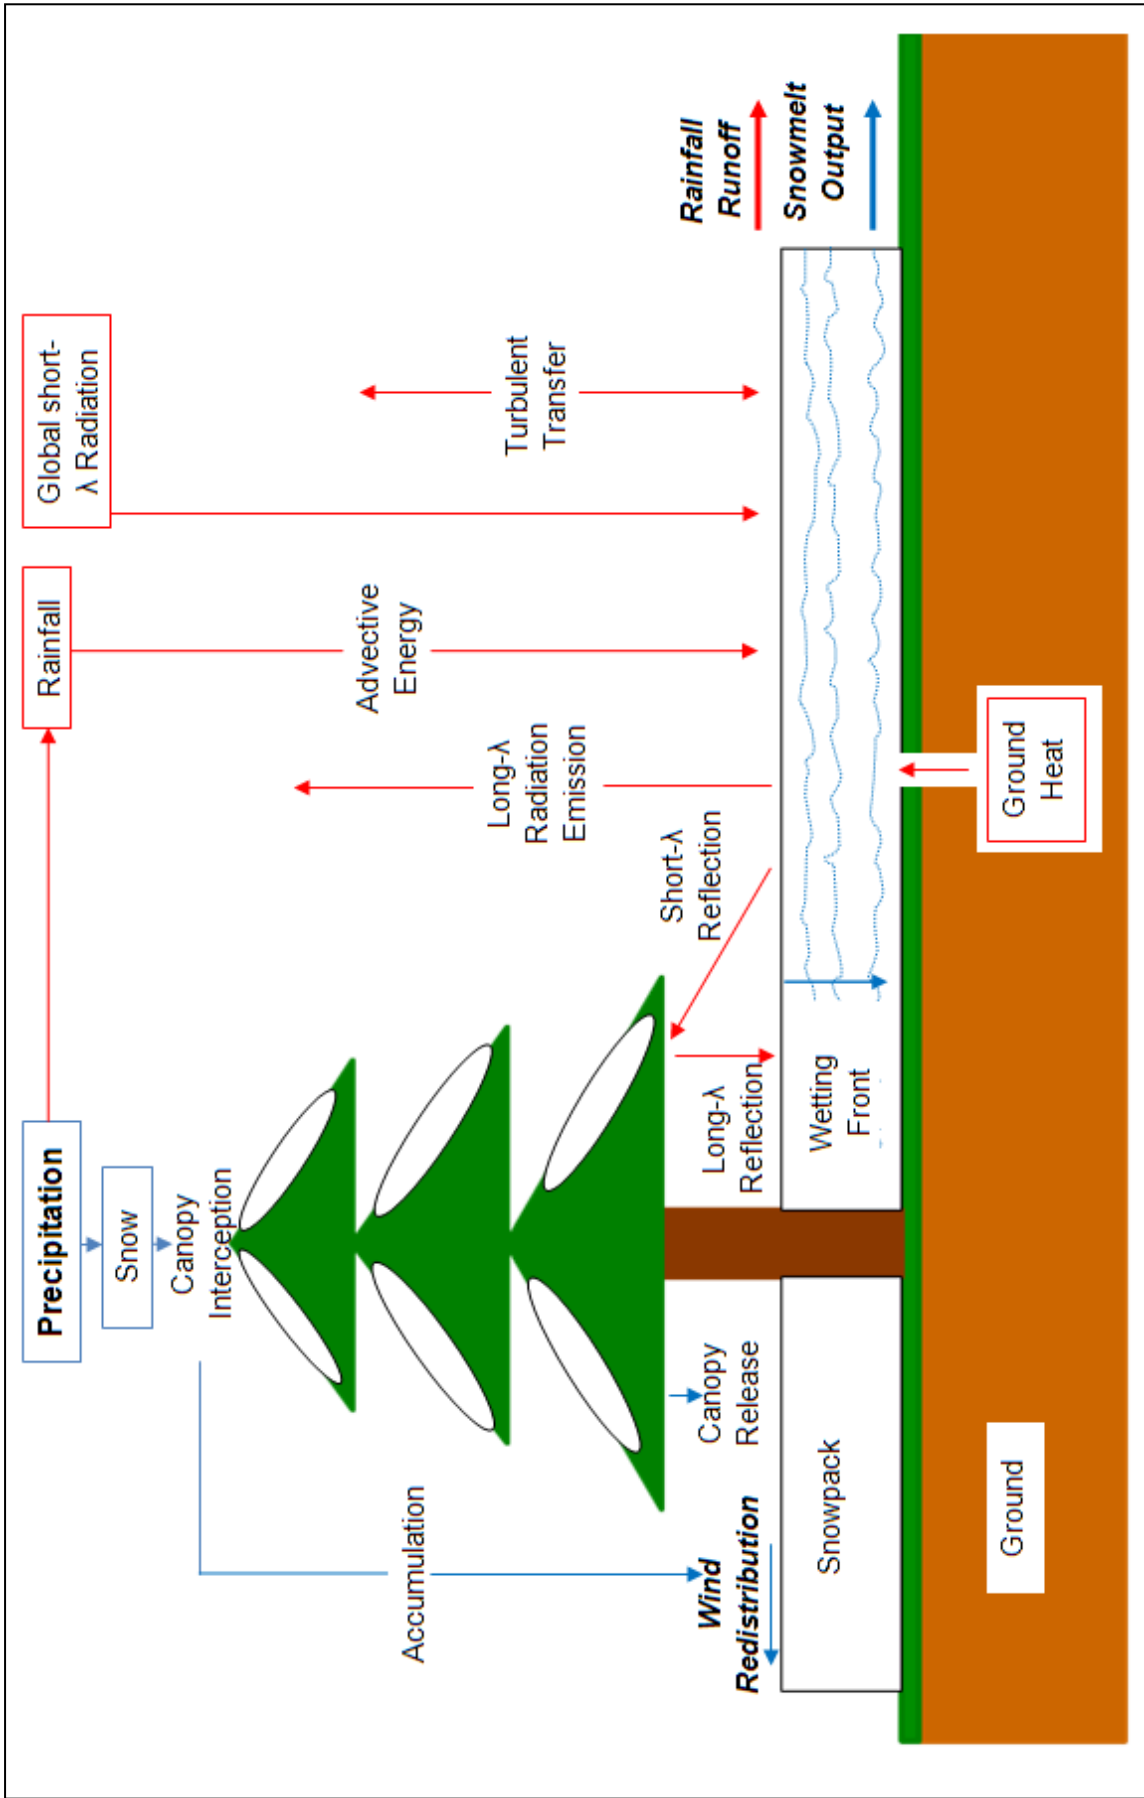 Precipitation
Rainfall
Global short-
λ Radiation
Snow
Canopy
Interception
Accumulation
Advective
Energy
Long-λ
Radiation
Emission
Turbulent
Transfer
Short-λ
Reflection
Long-λ
Reflection
Canopy
Release
Wind
Redistribution
Rainfall
Runoff
Snowmelt
Output
Snowpack
Wetting
Front
Ground
Heat
Ground